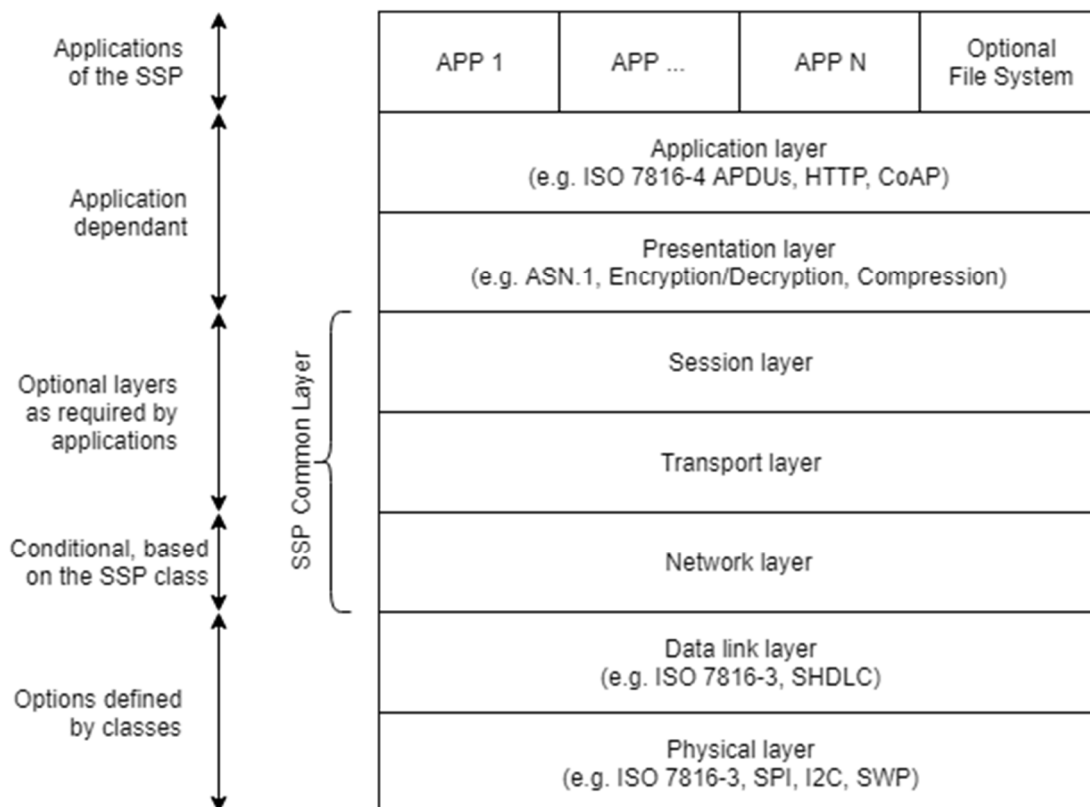 Applications
of the SSP
APP 1
APP ...
APP N
Optional
File System
Application
dependant
Application layer
(e.g. ISO 7816-4 APDUs, HTTP, CoAP)
Presentation layer
(e.g. ASN.1, Encryption/Decryption, Compression)
Optional layers
as required by
applications
SSP Common Layer
Session layer
Transport layer
Conditional, based
on the SSP class
Network layer
Options defined
by classes
Data link layer
(e.g. ISO 7816-3, SHDLC)
Physical layer
(e.g. ISO 7816-3, SPI, I2C, SWP)